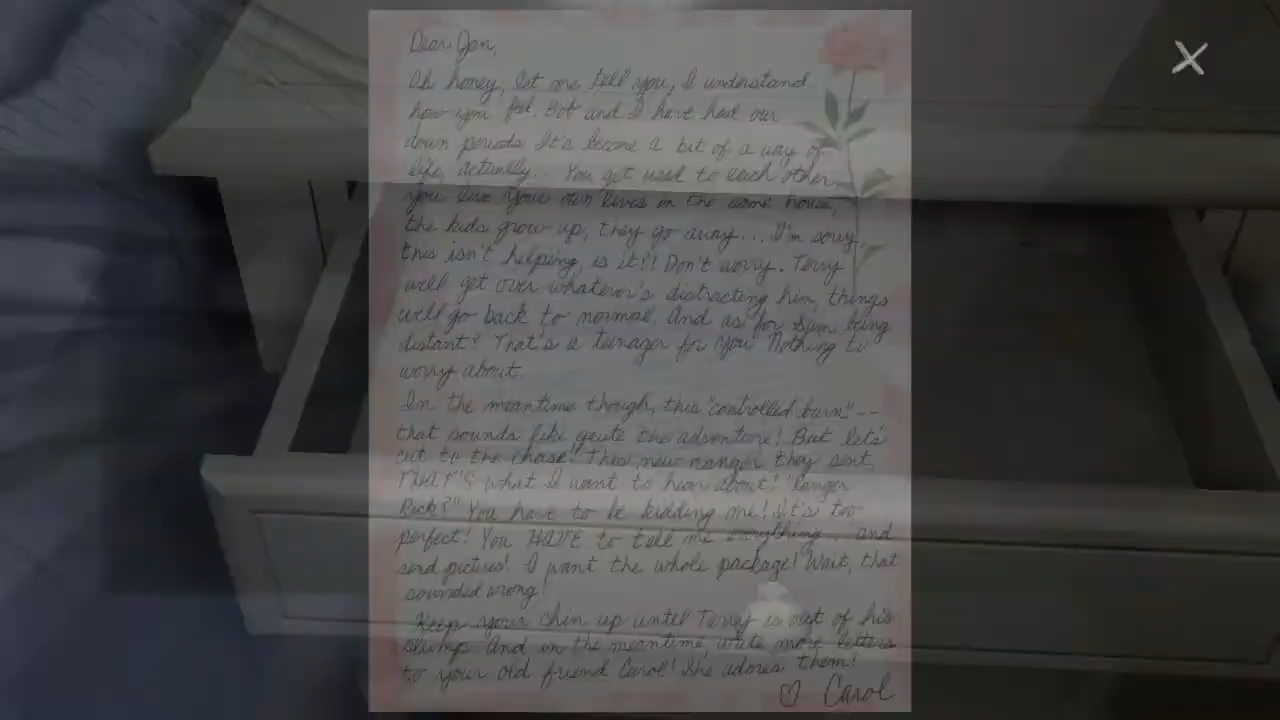 Dear Jan,
Oh honey, let me tell you, I understand
how you feel. Bob and I have had our
down periods. It's become a bit of a way of
life, actually... You get used to each other,
you live your own lives in the same house,
the kids grow up, they go away... I'm sorry,
this isn't helping, is it?! Don't worry. Terry
will get over whatever's distracting him, things
will go back to normal. And as for Sam being
distant? That's a teenager for you! Nothing to
worry about.
In the meantime though, this "controlled burn"--
that sounds like quite the adventure! But let's
cut to the chase! This new ranger they sent,
THAT'S what I want to hear about! "Ranger
Rick?" You have to be kidding me! It's too
perfect! You HAVE to tell me everything... and
send pictures! I want the whole package! Wait, that
sounded wrong!
Keep your chin up until Terry is out of his
slump. And in the meantime, write more letters
to your old friend Carol! She adores them!
♡ Carol